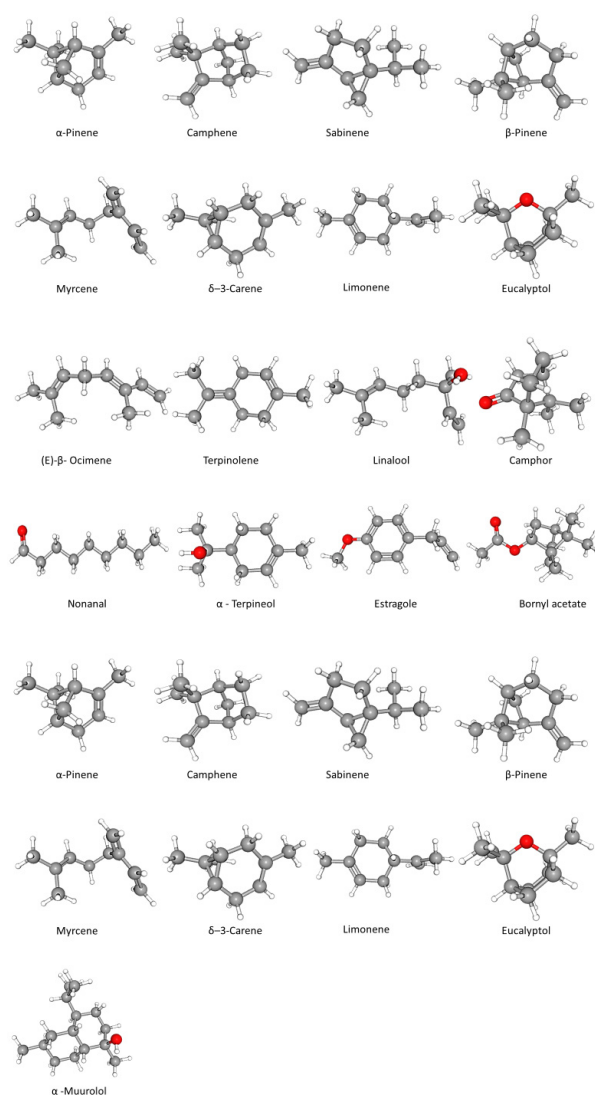 α-Pinene Camphene Sabinene β-Pinene
Myrcene δ–3-Carene Limonene Eucalyptol
(E)-β- Ocimene Terpinolene Linalool Camphor
Nonanal α - Terpineol Estragole Bornyl acetate
α-Pinene Camphene Sabinene β-Pinene
Myrcene δ–3-Carene Limonene Eucalyptol
α -Muurolol